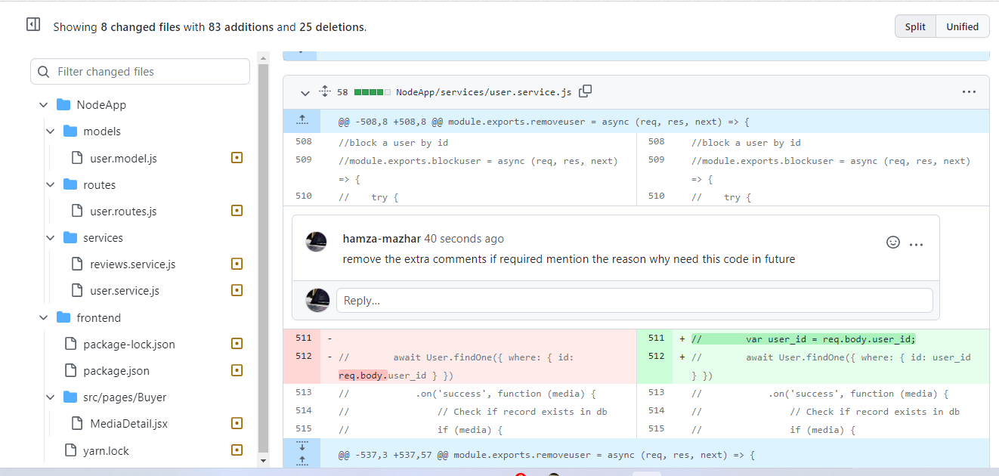 Showing 8 changed files with 83 additions and 25 deletions.
Split Unified
Filter changed files
NodeApp
models
user.model.js
routes
user.routes.js
services
reviews.service.js
user.service.js
frontend
package-lock.json
package.json
src/pages/Buyer
MediaDetail.jsx
yarn.lock
58 NodeApp/services/user.service.js
@@ -508,8 +508,8 @@ module.exports.removeuser = async (req, res, next) => {
508 //block a user by id 508 //block a user by id
509 //module.exports.blockuser = async (req, res, next) 509 //module.exports.blockuser = async (req, res, next)
=> { => {
510 // try { 510 // try {
hamza-mazhar 40 seconds ago
remove the extra comments if required mention the reason why need this code in future
Reply...
511 - 511 + // var user_id = req.body.user_id;
512 - // await User.findOne({ where: { id: 512 + // await User.findOne({ where: { id: user_id
req.body.user_id } }) } })
513 // .on('success', function (media) { 513 // .on('success', function (media) {
514 // // Check if record exists in db 514 // // Check if record exists in db
515 // if (media) { 515 // if (media) {
@@ -537,3 +537,57 @@ module.exports.removeuser = async (req, res, next) => {